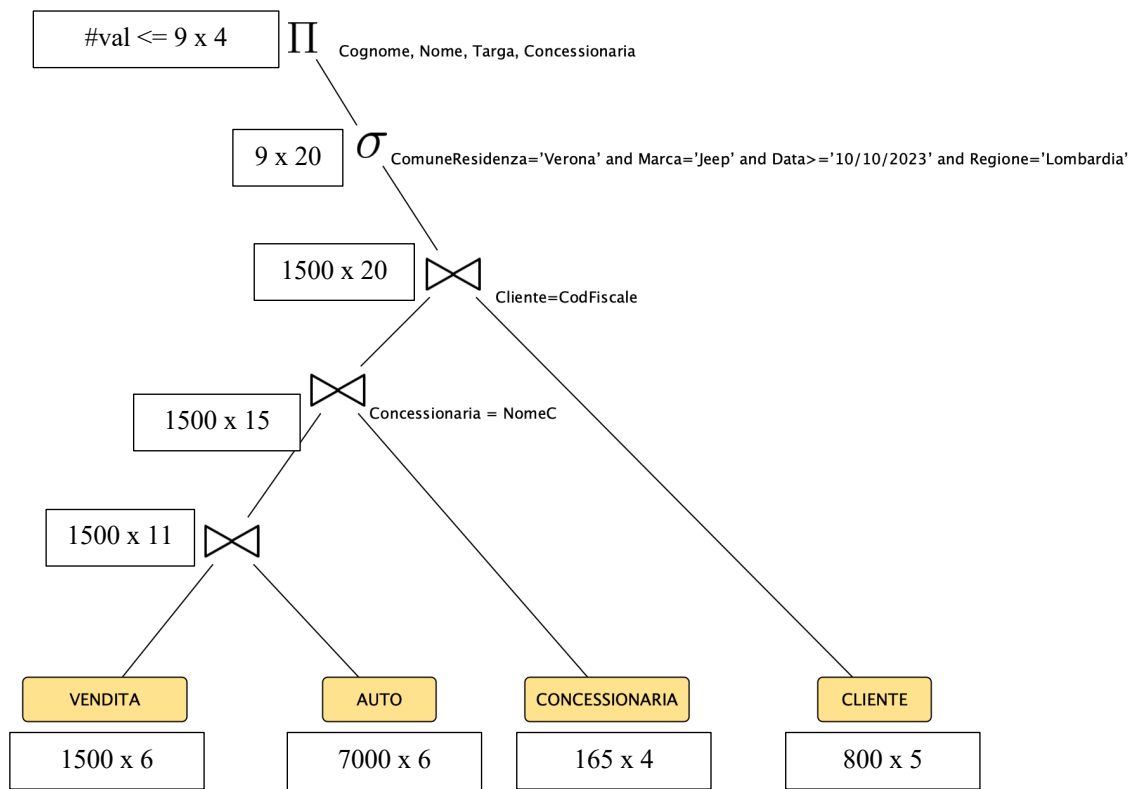 #val <= 9 x 4
Π
Cognome, Nome, Targa, Concessionaria
9 x 20
σ
ComuneResidenza='Verona' and Marca='Jeep' and Data>='10/10/2023' and Regione='Lombardia'
1500 x 20
Cliente=CodFiscale
1500 x 15
Concessionaria = NomeC
1500 x 11
VENDITA
AUTO
CONCESSIONARIA
CLIENTE
1500 x 6
7000 x 6
165 x 4
800 x 5